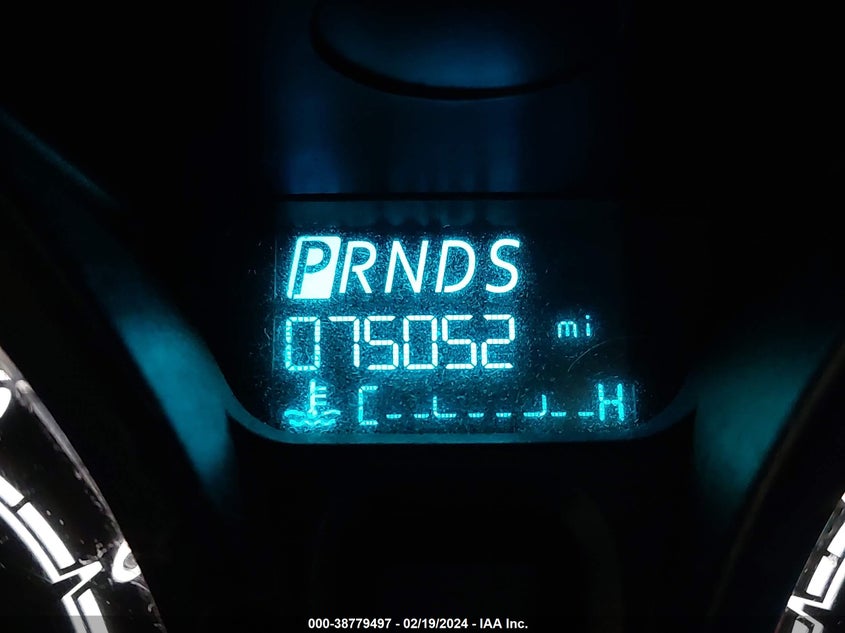 PRNDS
075052 mi
C H
000-38779497 - 02/19/2024 - IAA Inc.